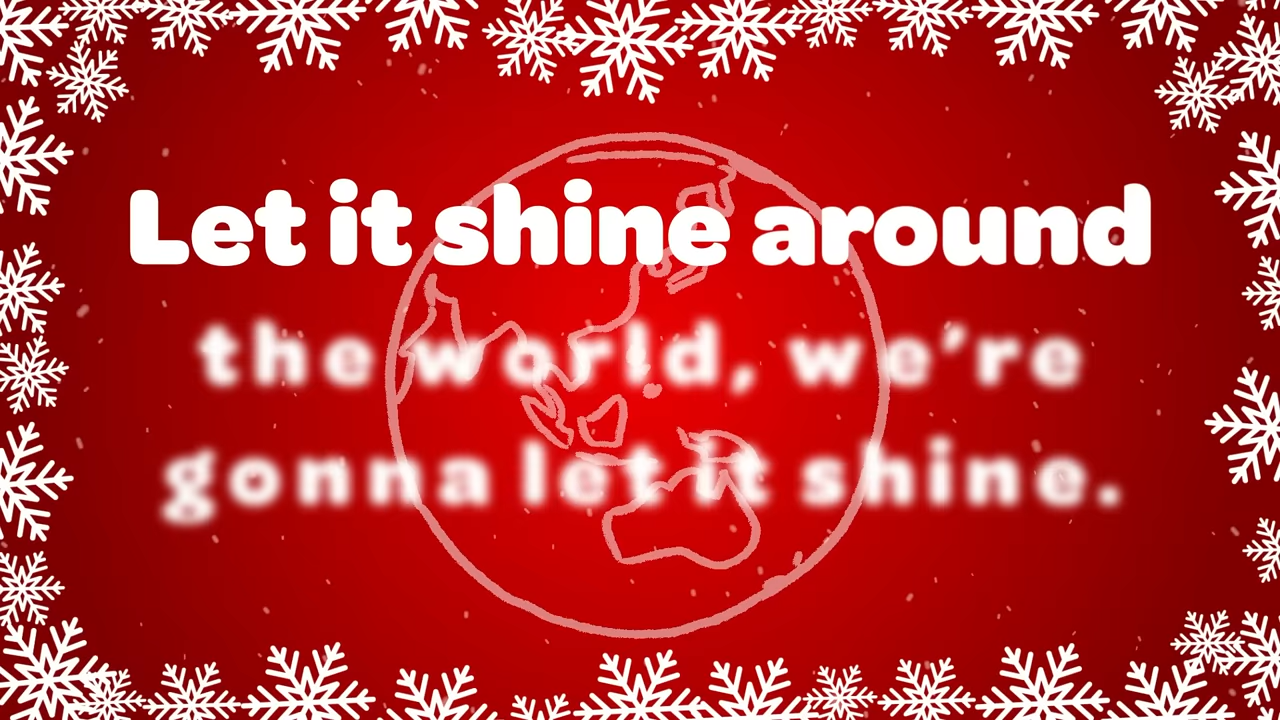 Let it shine around
the world, we’re
gonna let it shine.